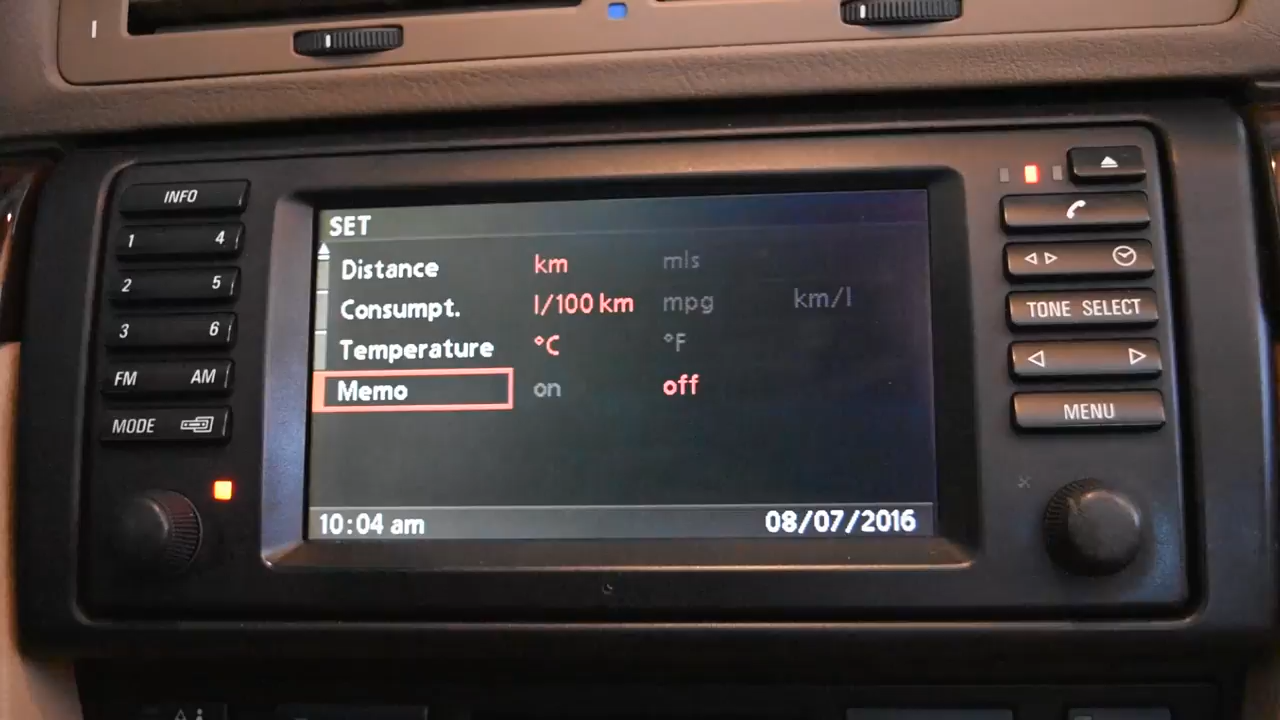 INFO
1 4
2 5
3 6
FM AM
MODE
SET
Distance km mls
Consumpt. l/100 km mpg km/l
Temperature °C °F
Memo on off
10:04 am 08/07/2016
TONE SELECT
MENU